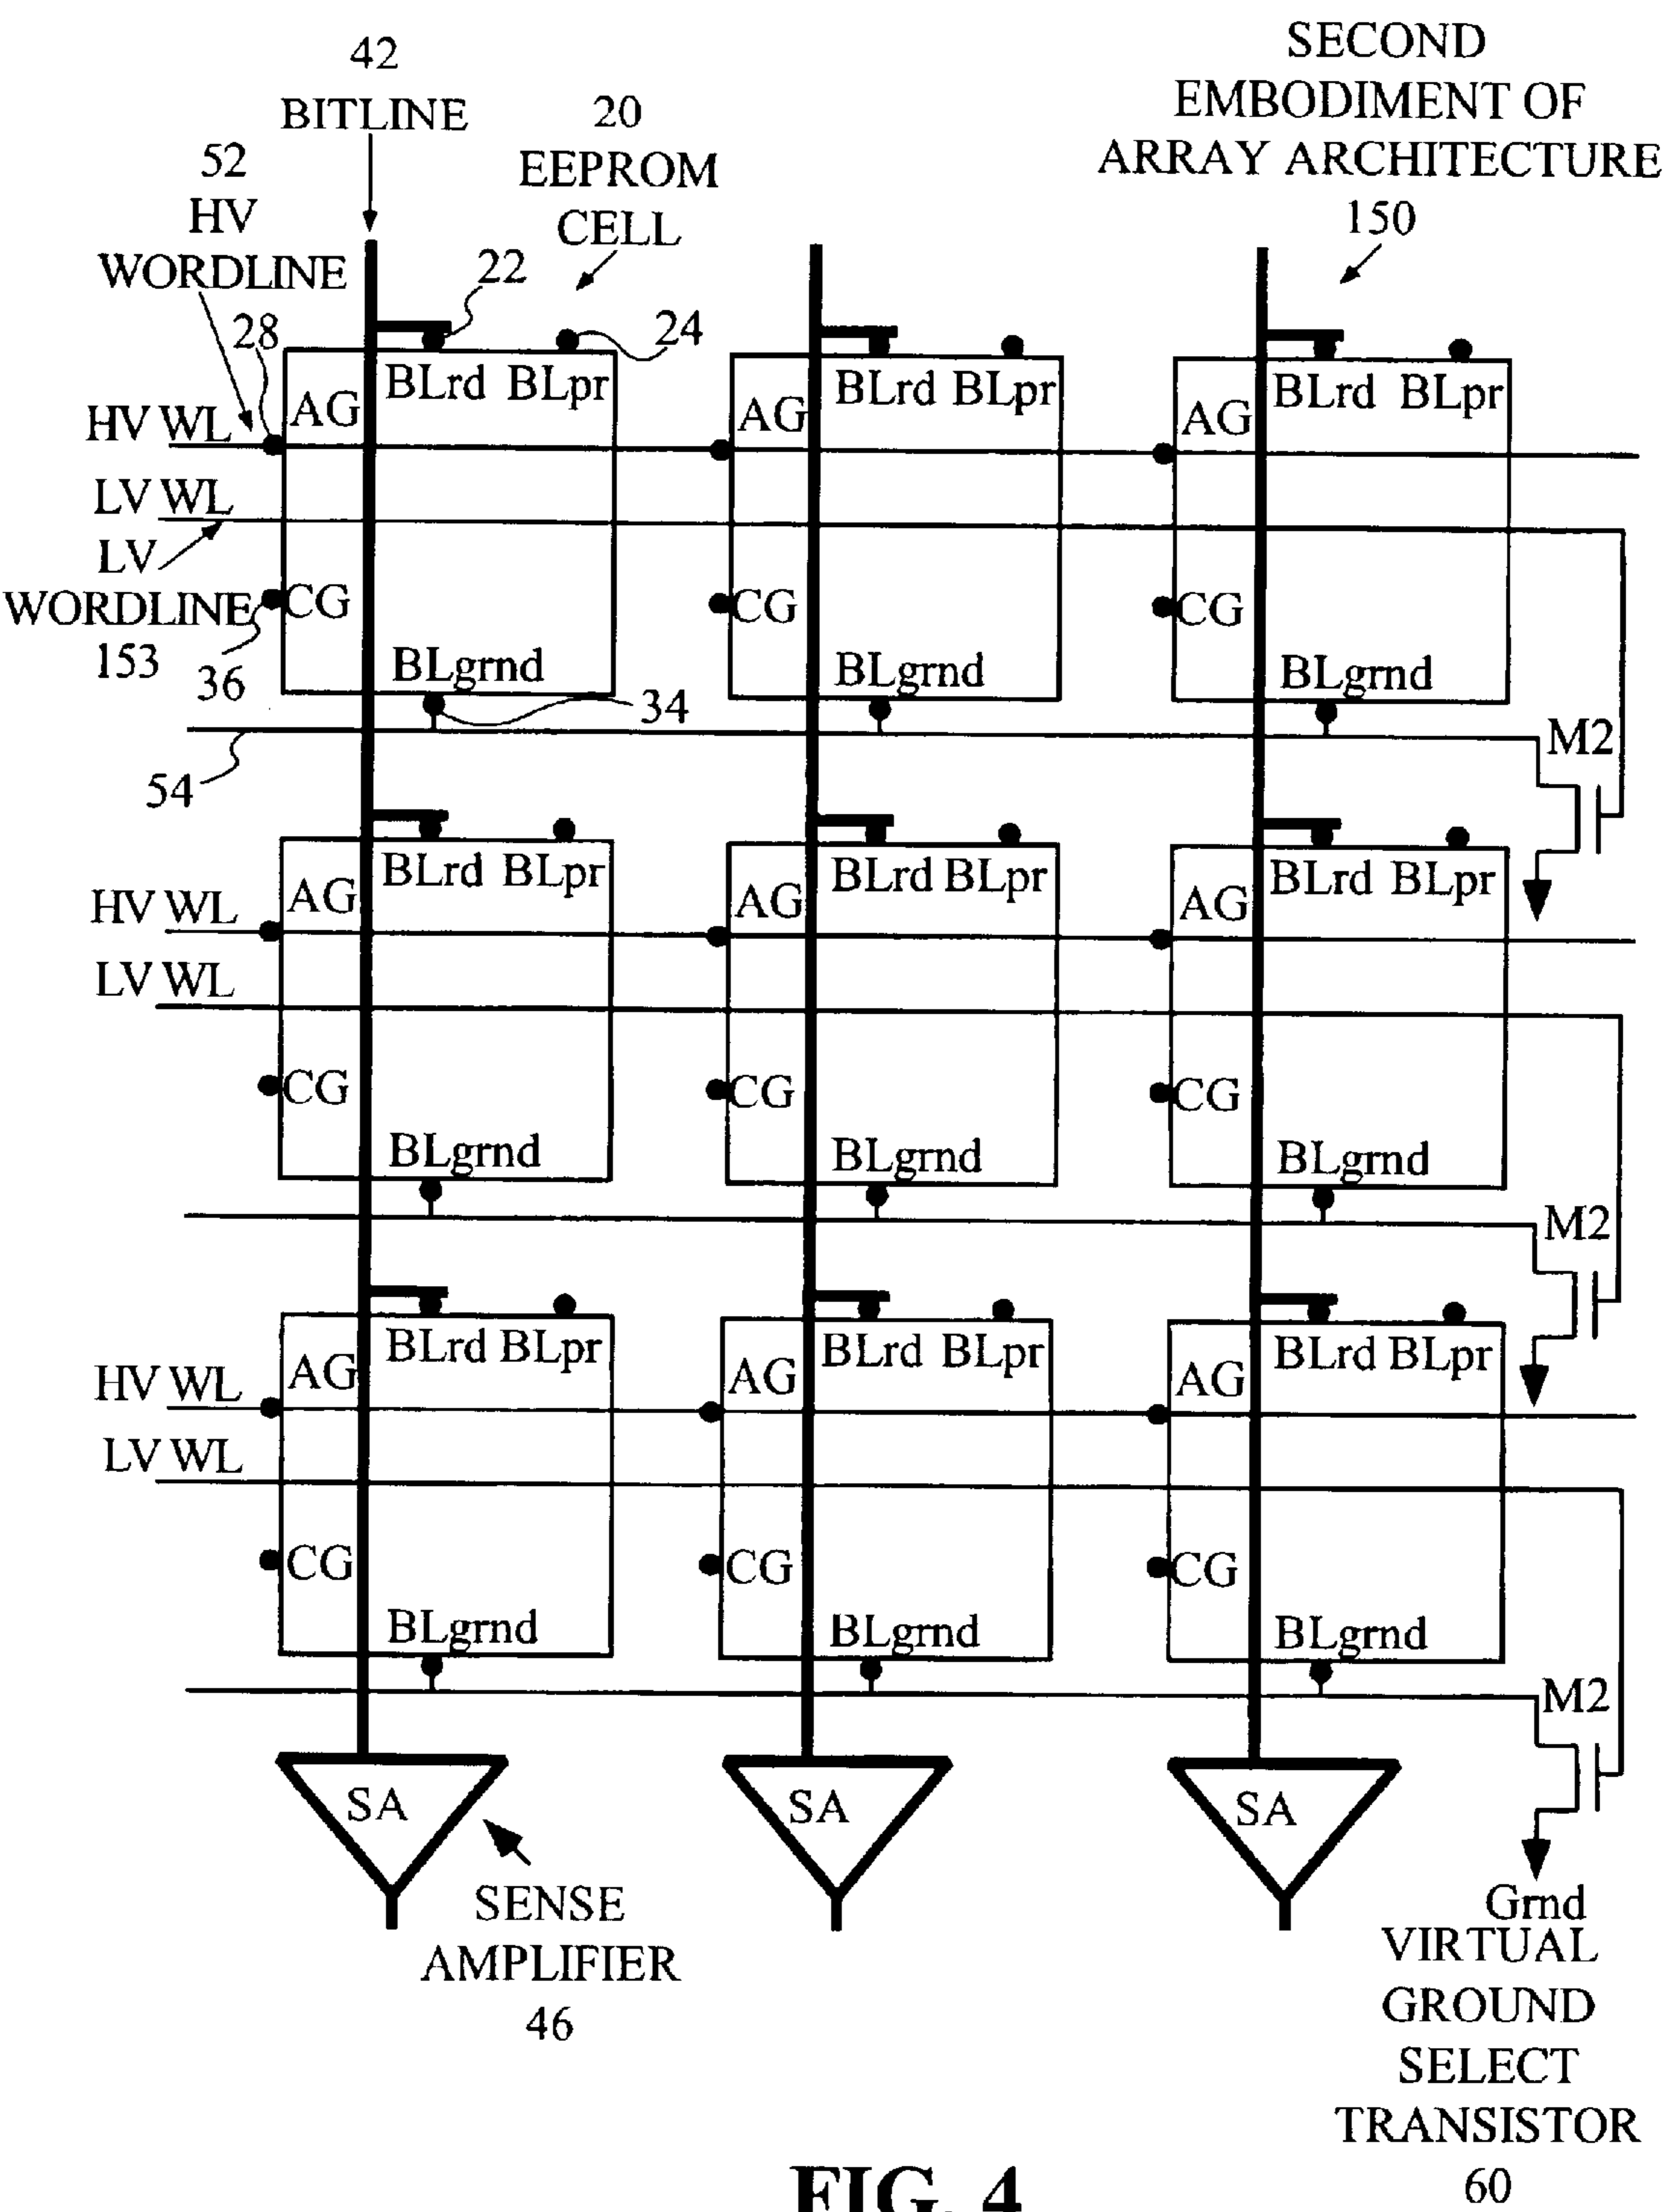 42
BITLINE
20
EEPROM
CELL
SECOND
EMBODIMENT OF
ARRAY ARCHITECTURE
150
52
HV
WORDLINE
22
24
28
AG BLrd BLpr
AG BLrd BLpr
AG BLrd BLpr
HV WL
LV WL
LV
WORDLINE
153
36
CG
CG
CG
BLgrnd
BLgrnd
BLgrnd
34
54
M2
AG BLrd BLpr
AG BLrd BLpr
AG BLrd BLpr
HV WL
LV WL
CG
CG
CG
BLgrnd
BLgrnd
BLgrnd
M2
AG BLrd BLpr
AG BLrd BLpr
AG BLrd BLpr
HV WL
LV WL
CG
CG
CG
BLgrnd
BLgrnd
BLgrnd
M2
SA
SA
SA
SENSE
AMPLIFIER
46
Grnd
VIRTUAL
GROUND
SELECT
TRANSISTOR
60
FIG. 4